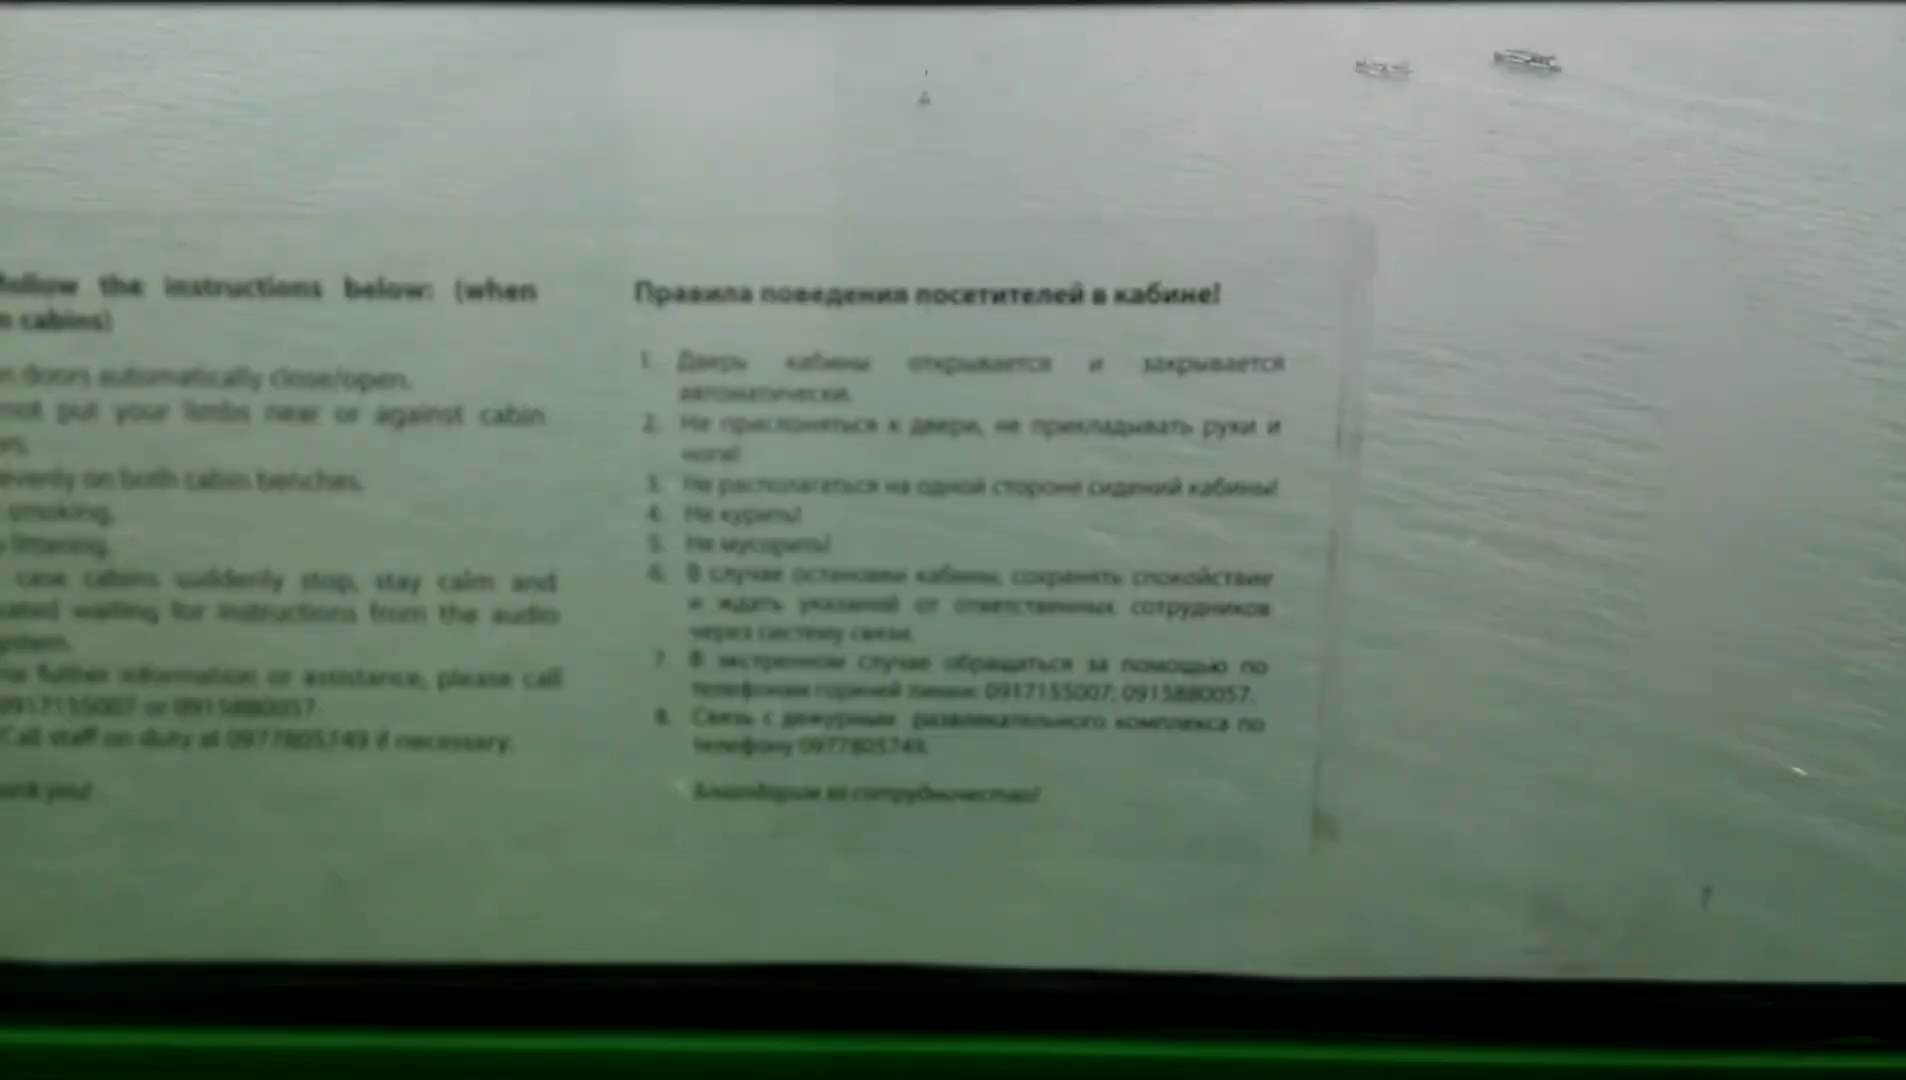 follow the instructions below: (when
cabins)
doors automatically close/open.
not put your limbs near or against cabin
evenly on both cabin benches.
smoking.
littering.
case cabins suddenly stop, stay calm and
waiting for instructions from the audio
further information or assistance, please call
0917155007 or 0915880057.
Call staff on duty at 0977805749 if necessary.
you!
Правила поведения посетителей в кабине!
1. Дверь кабины открывается и закрывается
автоматически.
2. Не прислоняться к двери, не прикладывать руки и
ноги!
3. Не располагаться на одной стороне сидений кабины!
4. Не курить!
5. Не мусорить!
6. В случае остановки кабины, сохранять спокойствие
и ждать указаний от ответственных сотрудников
через систему связи.
7. В экстренном случае обращаться за помощью по
телефонам горячей линии: 0917155007; 0915880057.
8. Связь с дежурным развлекательного комплекса по
телефону 0977805749.
Благодарим за сотрудничество!